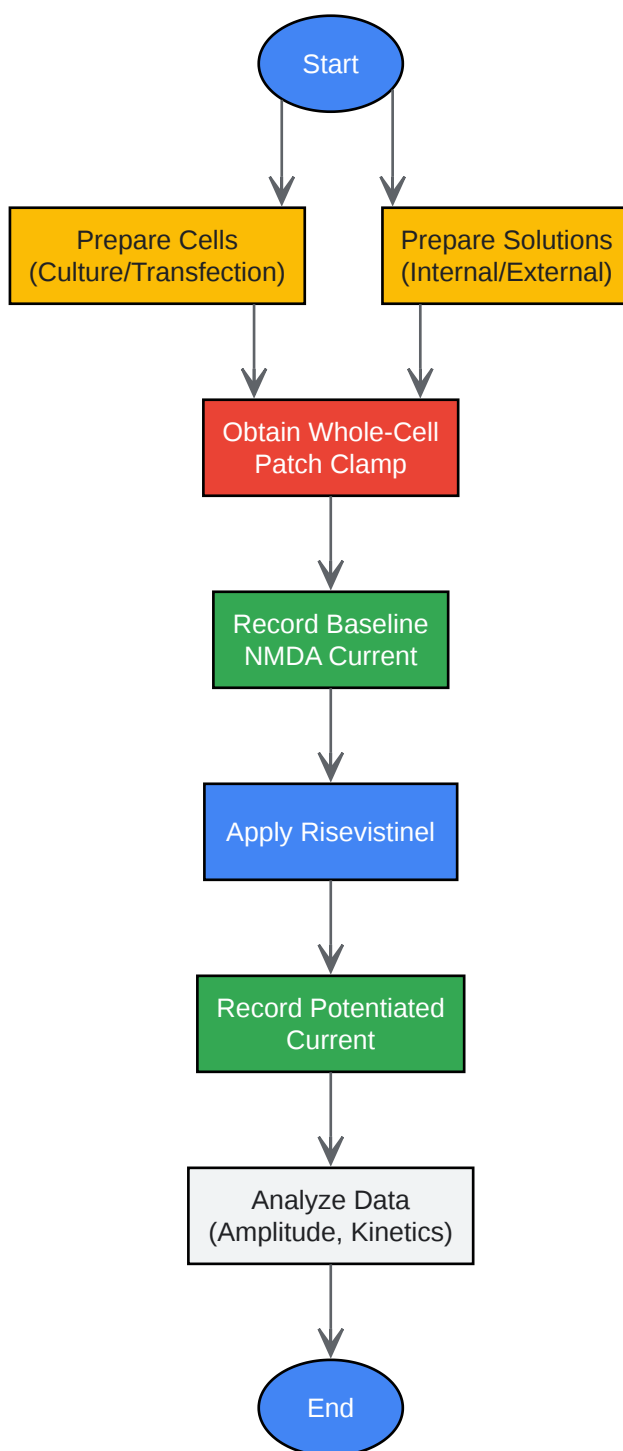 Start
Prepare Cells
(Culture/Transfection)
Prepare Solutions
(Internal/External)
Obtain Whole-Cell
Patch Clamp
Record Baseline
NMDA Current
Apply Risevistinel
Record Potentiated
Current
Analyze Data
(Amplitude, Kinetics)
End